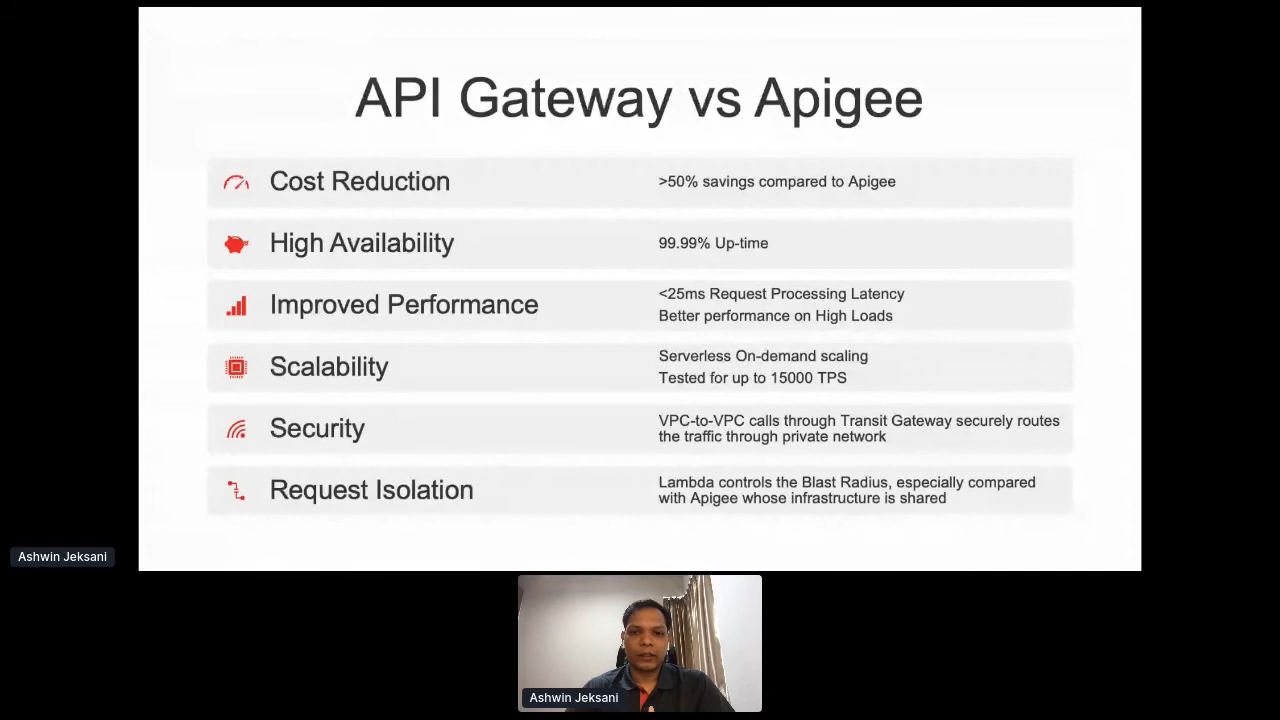 API Gateway vs Apigee
Cost Reduction
>50% savings compared to Apigee
High Availability
99.99% Up-time
Improved Performance
<25ms Request Processing Latency
Better performance on High Loads
Scalability
Serverless On-demand scaling
Tested for up to 15000 TPS
Security
VPC-to-VPC calls through Transit Gateway securely routes
the traffic through private network
Request Isolation
Lambda controls the Blast Radius, especially compared
with Apigee whose infrastructure is shared
Ashwin Jeksani
Ashwin Jeksani